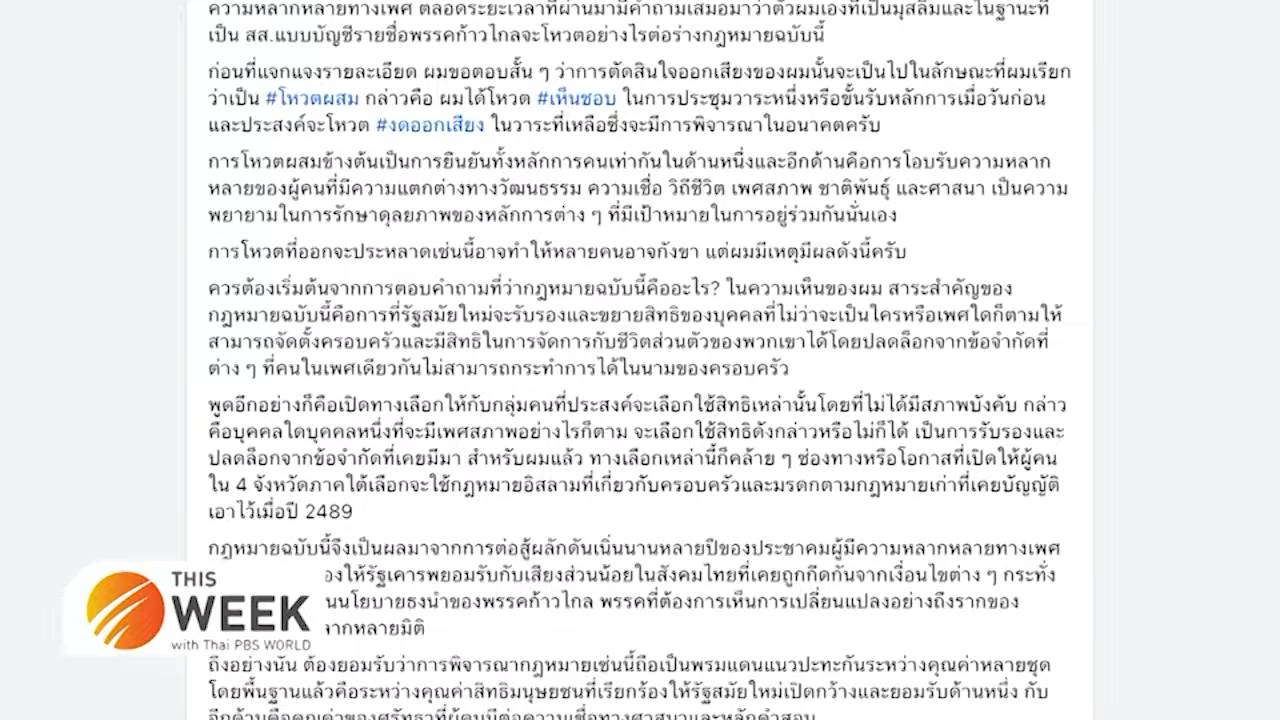 ความหลากหลายทางเพศ ตลอดระยะเวลาที่ผ่านมามีคำถามเสมอมาว่าตัวผมเองที่เป็นมุสลิมและในฐานะที่
เป็น สส.แบบบัญชีรายชื่อพรรคก้าวไกลจะโหวตอย่างไรต่อร่างกฎหมายฉบับนี้
ก่อนที่แจกแจงรายละเอียด ผมขอตอบสั้น ๆ ว่าการตัดสินใจออกเสียงของผมนั้นจะเป็นไปในลักษณะที่ผมเรียก
ว่าเป็น #โหวตผสม กล่าวคือ ผมได้โหวต #เห็นชอบ ในการประชุมวาระหนึ่งหรือขั้นรับหลักการเมื่อวันก่อน
และประสงค์จะโหวต #งดออกเสียง ในวาระที่เหลือซึ่งจะมีการพิจารณาในอนาคตครับ
การโหวตผสมข้างต้นเป็นการยืนยันทั้งหลักการคนเท่ากันในด้านหนึ่งและอีกด้านคือการโอบรับความหลาก
หลายของผู้คนที่มีความแตกต่างทางวัฒนธรรม ความเชื่อ วิถีชีวิต เพศสภาพ ชาติพันธุ์ และศาสนา เป็นความ
พยายามในการรักษาดุลยภาพของหลักการต่าง ๆ ที่มีเป้าหมายในการอยู่ร่วมกันนั่นเอง
การโหวตที่ออกจะประหลาดเช่นนี้อาจทำให้หลายคนอาจกังขา แต่ผมมีเหตุมีผลดังนี้ครับ
ควรต้องเริ่มต้นจากการตอบคำถามที่ว่ากฎหมายฉบับนี้คืออะไร? ในความเห็นของผม สาระสำคัญของ
กฎหมายฉบับนี้คือการที่รัฐสมัยใหม่จะรับรองและขยายสิทธิของบุคคลที่ไม่ว่าจะเป็นใครหรือเพศใดก็ตามให้
สามารถจัดตั้งครอบครัวและมีสิทธิในการจัดการกับชีวิตส่วนตัวของพวกเขาได้โดยปลดล็อกจากข้อจำกัดที่
ต่าง ๆ ที่คนในเพศเดียวกันไม่สามารถกระทำการได้ในนามของครอบครัว
พูดอีกอย่างก็คือเปิดทางเลือกให้กับกลุ่มคนที่ประสงค์จะเลือกใช้สิทธิเหล่านั้นโดยที่ไม่ได้มีสภาพบังคับ กล่าว
คือบุคคลใดบุคคลหนึ่งที่จะมีเพศสภาพอย่างไรก็ตาม จะเลือกใช้สิทธิดังกล่าวหรือไม่ก็ได้ เป็นการรับรองและ
ปลดล็อกจากข้อจำกัดที่เคยมีมา สำหรับผมแล้ว ทางเลือกเหล่านี้ก็คล้าย ๆ ช่องทางหรือโอกาสที่เปิดให้ผู้คน
ใน 4 จังหวัดภาคใต้เลือกจะใช้กฎหมายอิสลามที่เกี่ยวกับครอบครัวและมรดกตามกฎหมายเก่าที่เคยบัญญัติ
เอาไว้เมื่อปี 2489
กฎหมายฉบับนี้จึงเป็นผลมาจากการต่อสู้ผลักดันเนิ่นนานหลายปีของประชาคมผู้มีความหลากหลายทางเพศ
องให้รัฐเคารพยอมรับกับเสียงส่วนน้อยในสังคมไทยที่เคยถูกกีดกันจากเงื่อนไขต่าง ๆ กระทั่ง
นนโยบายธงนำของพรรคก้าวไกล พรรคที่ต้องการเห็นการเปลี่ยนแปลงอย่างถึงรากของ
ากหลายมิติ
THIS
WEEK
with Thai PBS WORLD
ถึงอย่างนั้น ต้องยอมรับว่าการพิจารณากฎหมายเช่นนี้ถือเป็นพรมแดนแนวปะทะกันระหว่างคุณค่าหลายชุด
โดยพื้นฐานแล้วคือระหว่างคุณค่าสิทธิมนุษยชนที่เรียกร้องให้รัฐสมัยใหม่เปิดกว้างและยอมรับด้านหนึ่ง กับ
อีกด้านคือคุณค่าของศรัทธาที่ผู้คนมีต่อความเชื่อทางศาสนาและหลักคำสอน